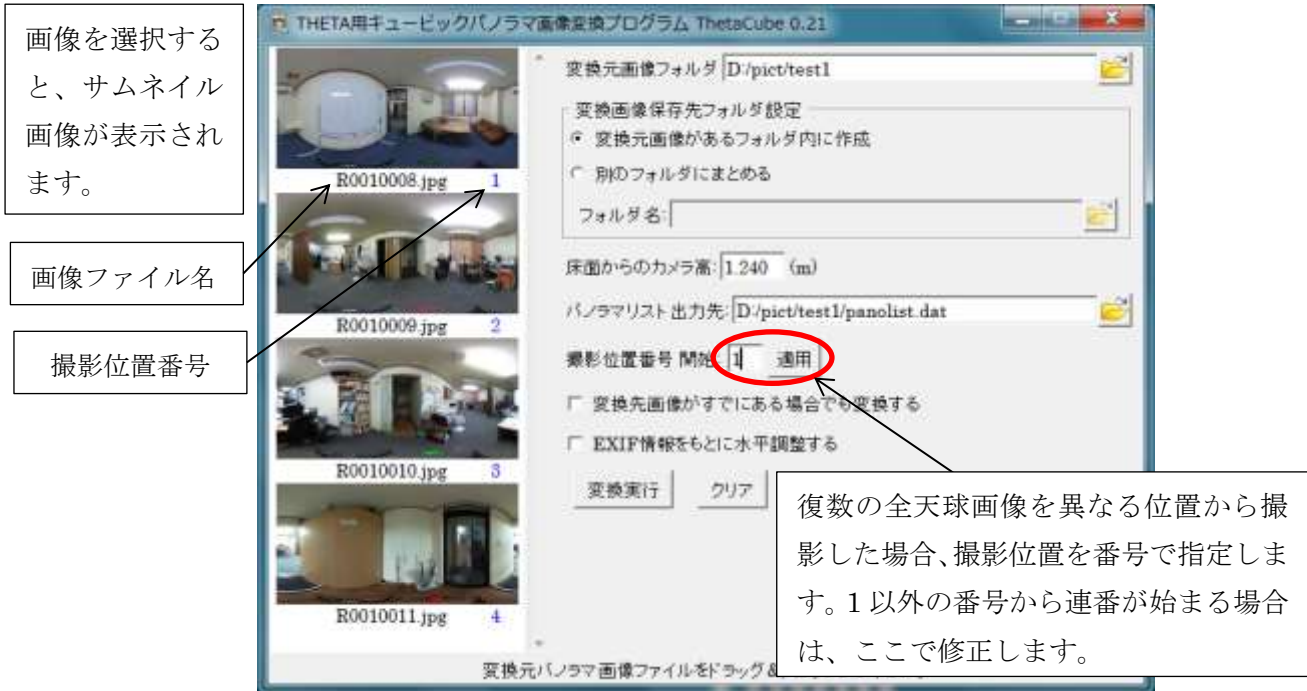 画像を選択する
と、サムネイル
画像が表示され
ます。
画像ファイル名
撮影位置番号
THETA用キュービックパノラマ画像変換プログラム ThetaCube 0.21
R0010008.jpg 1
R0010009.jpg 2
R0010010.jpg 3
R0010011.jpg 4
変換元画像フォルダ D:/pict/test1
変換画像保存先フォルダ設定
変換元画像があるフォルダ内に作成
別のフォルダにまとめる
フォルダ名:
床面からのカメラ高: 1.240 (m)
パノラマリスト出力先: D:/pict/test1/panolist.dat
撮影位置番号 開始: 1 適用
変換先画像がすでにある場合でも変換する
EXIF情報をもとに水平調整する
変換実行 クリア
復数の全天球画像を異なる位置から撮
影した場合、撮影位置を番号で指定しま
す。1以外の番号から連番が始まる場合
は、ここで修正します。
変換元パノラマ画像ファイルをドラッグ&